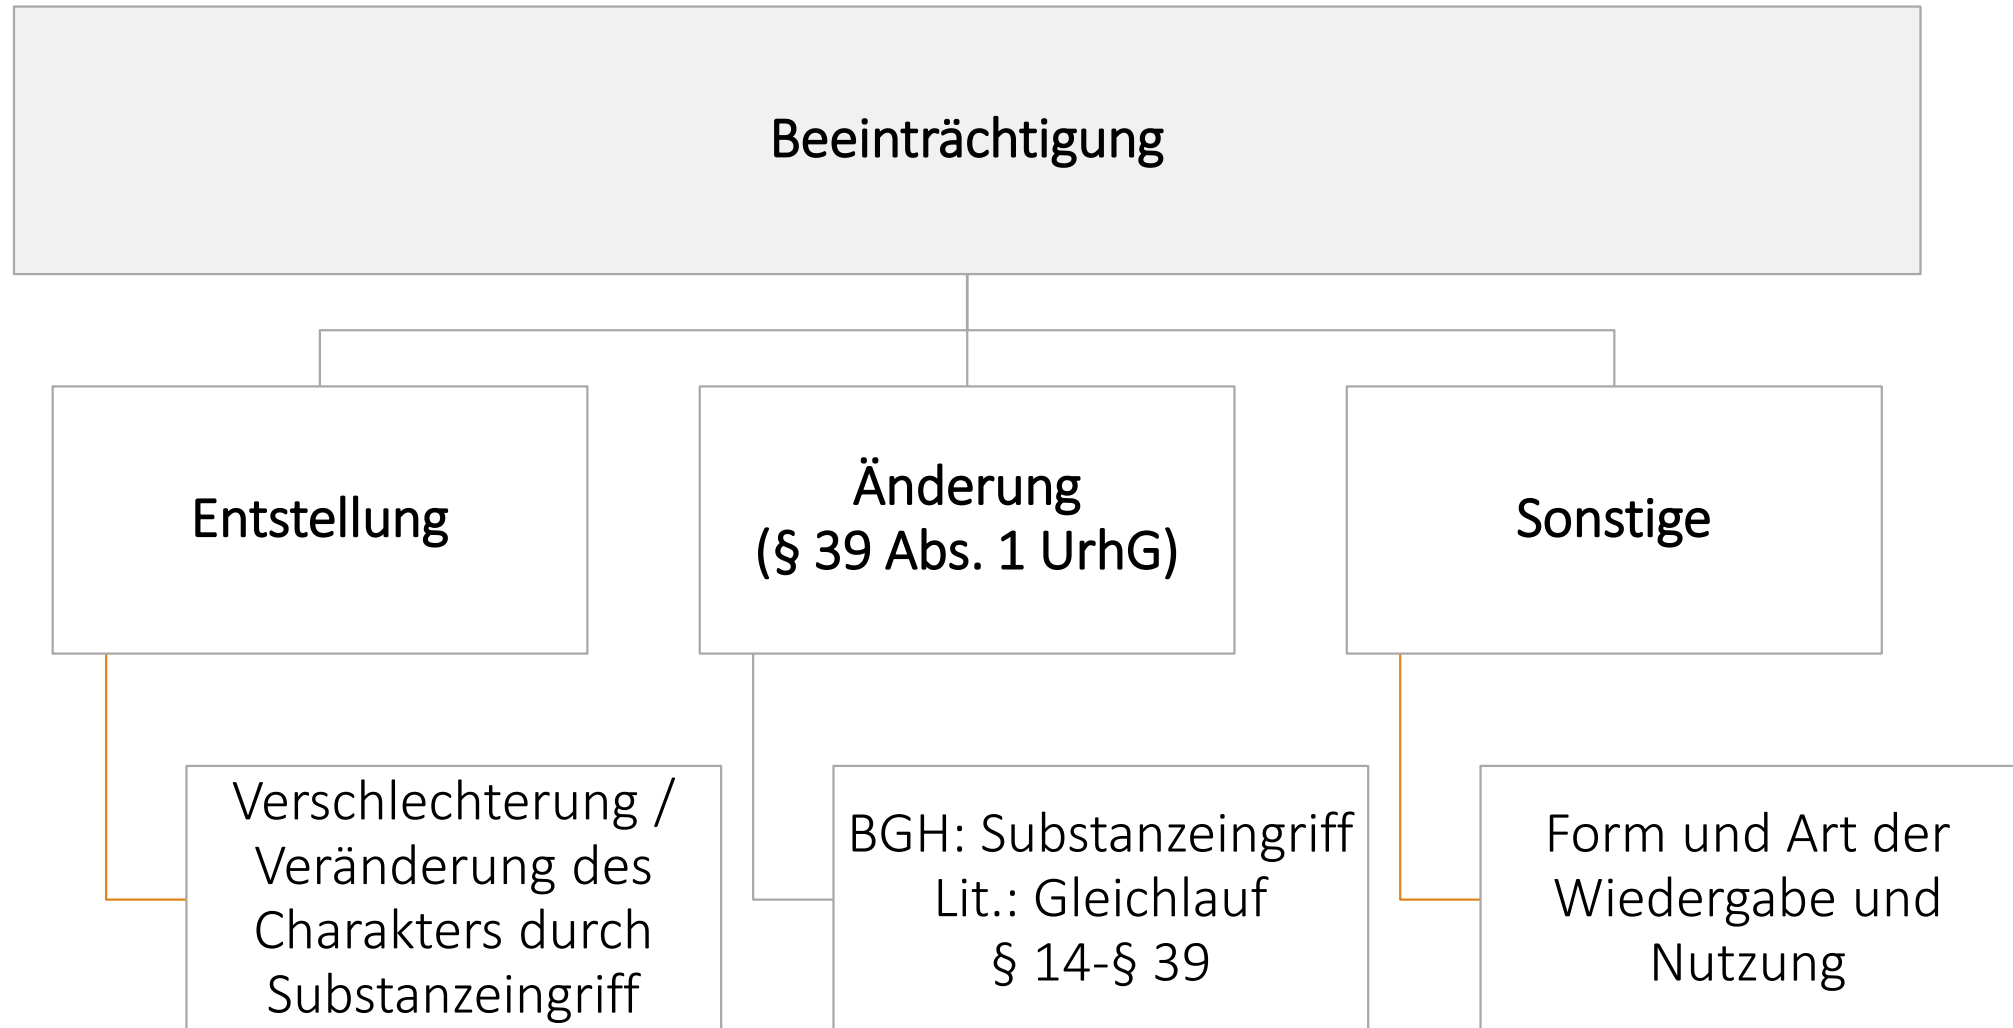 Beeinträchtigung
Entstellung
Änderung
(§ 39 Abs. 1 UrhG)
Sonstige
Verschlechterung /
Veränderung des
Charakters durch
Substanzeingriff
BGH: Substanzeingriff
Lit.: Gleichlauf
§ 14-§ 39
Form und Art der
Wiedergabe und
Nutzung